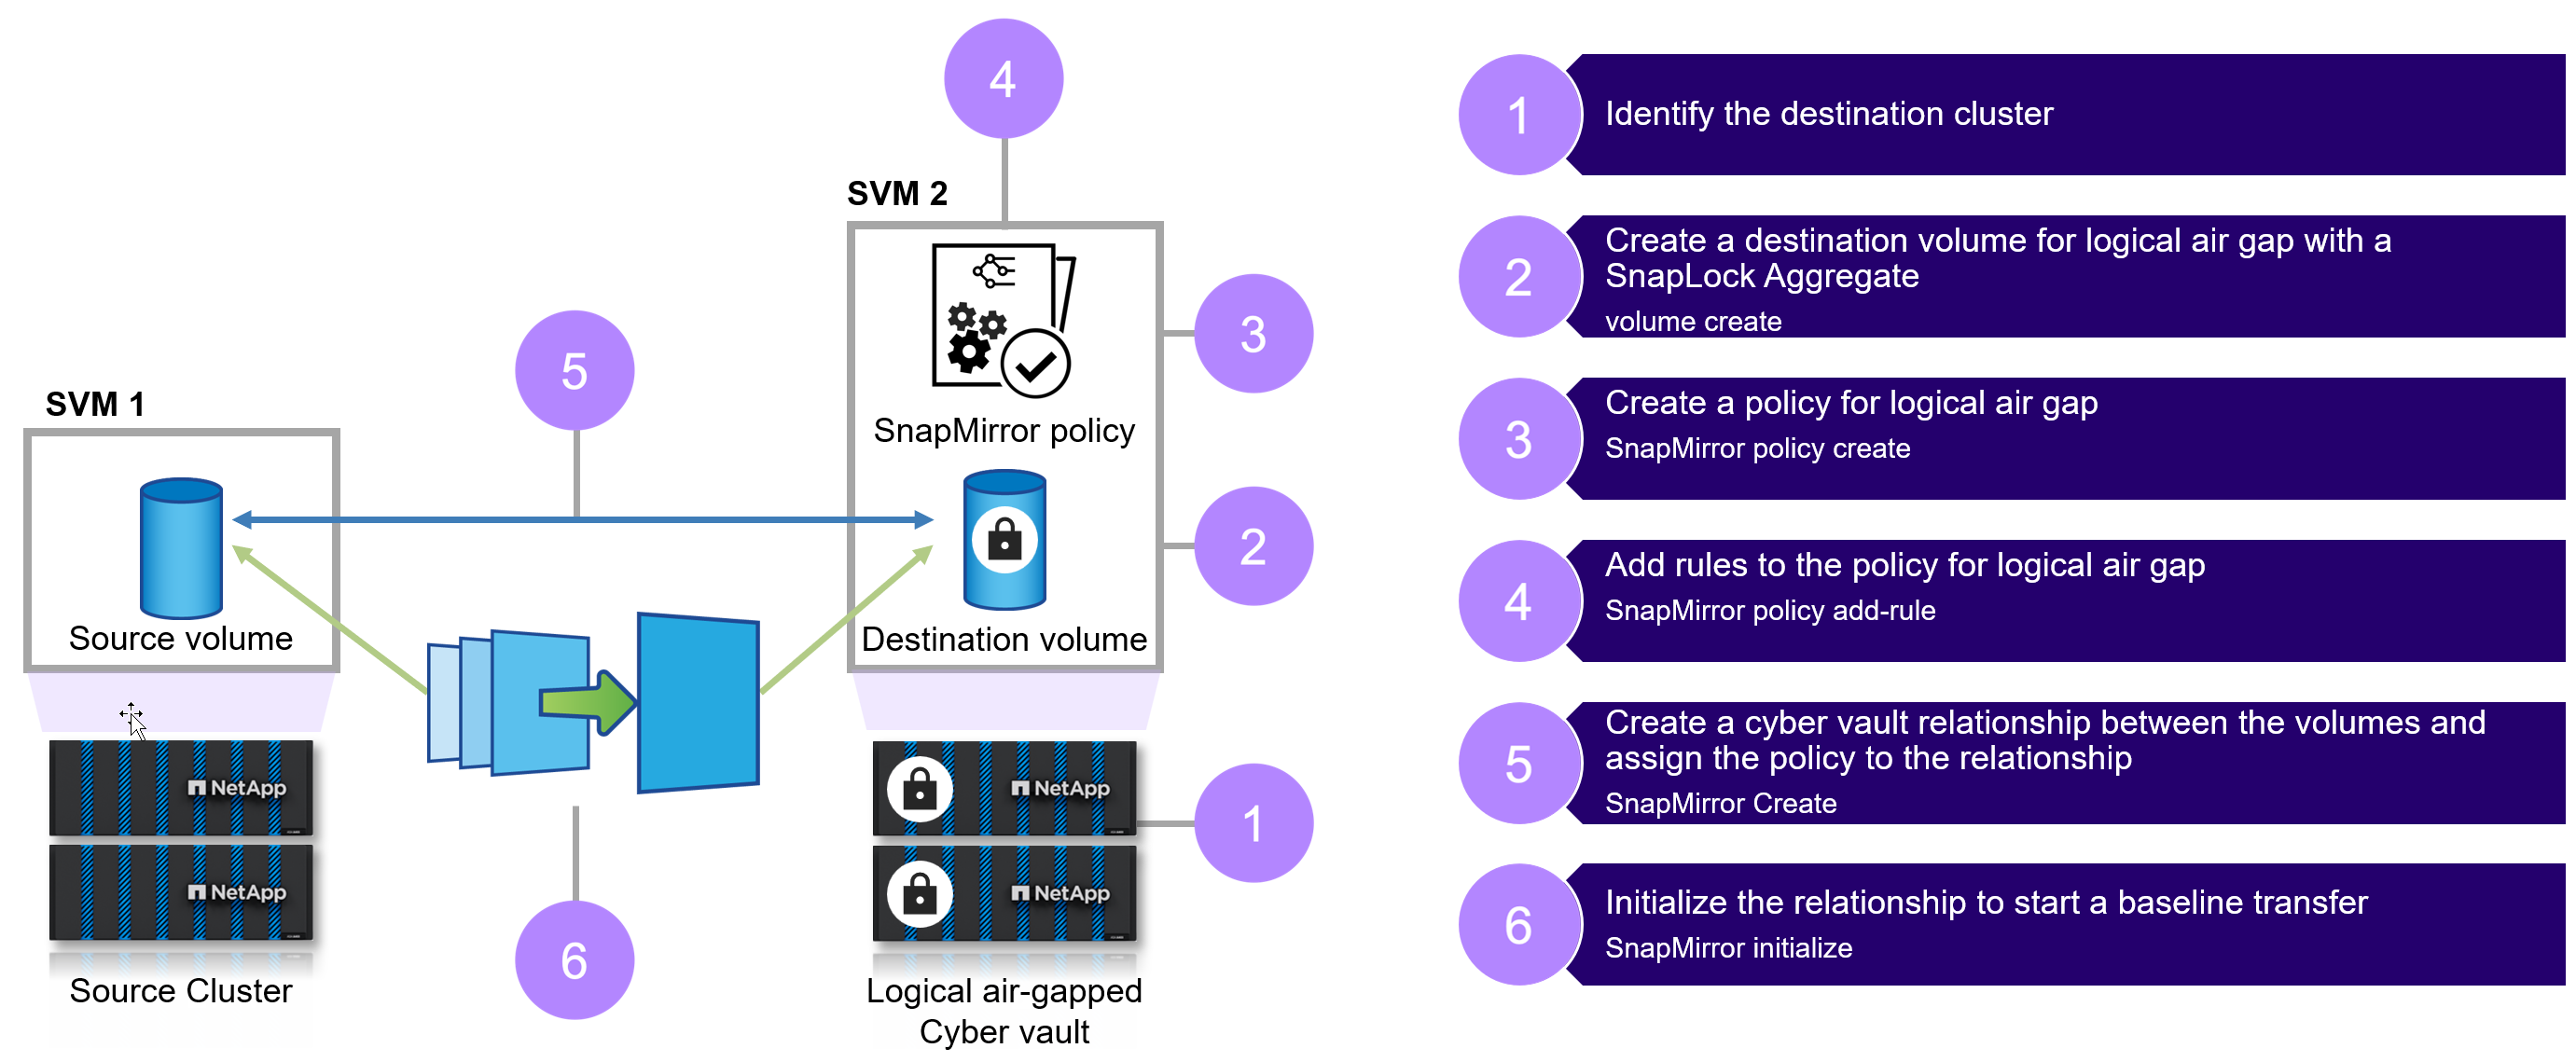 4
SVM 2
SnapMirror policy
3
5
SVM 1
Source volume
Destination volume
2
NetApp
NetApp
NetApp
NetApp
1
6
Source Cluster
Logical air-gapped
Cyber vault
1
Identify the destination cluster
2
Create a destination volume for logical air gap with a
SnapLock Aggregate
volume create
3
Create a policy for logical air gap
SnapMirror policy create
4
Add rules to the policy for logical air gap
SnapMirror policy add-rule
5
Create a cyber vault relationship between the volumes and
assign the policy to the relationship
SnapMirror Create
6
Initialize the relationship to start a baseline transfer
SnapMirror initialize